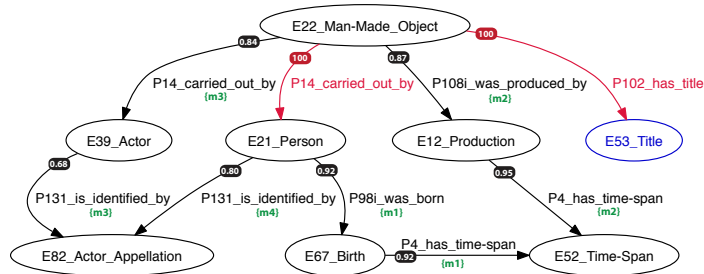 E22_Man-Made_Object
0.84
100
0.87
100
P14_carried_out_by
{m3}
P14_carried_out_by
P108i_was_produced_by
{m2}
P102_has_title
E39_Actor
E21_Person
E12_Production
E53_Title
0.68
0.80
0.92
0.95
P131_is_identified_by
{m3}
P131_is_identified_by
{m4}
P98i_was_born
{m1}
P4_has_time-span
{m2}
E82_Actor_Appellation
E67_Birth
0.92
P4_has_time-span
{m1}
E52_Time-Span